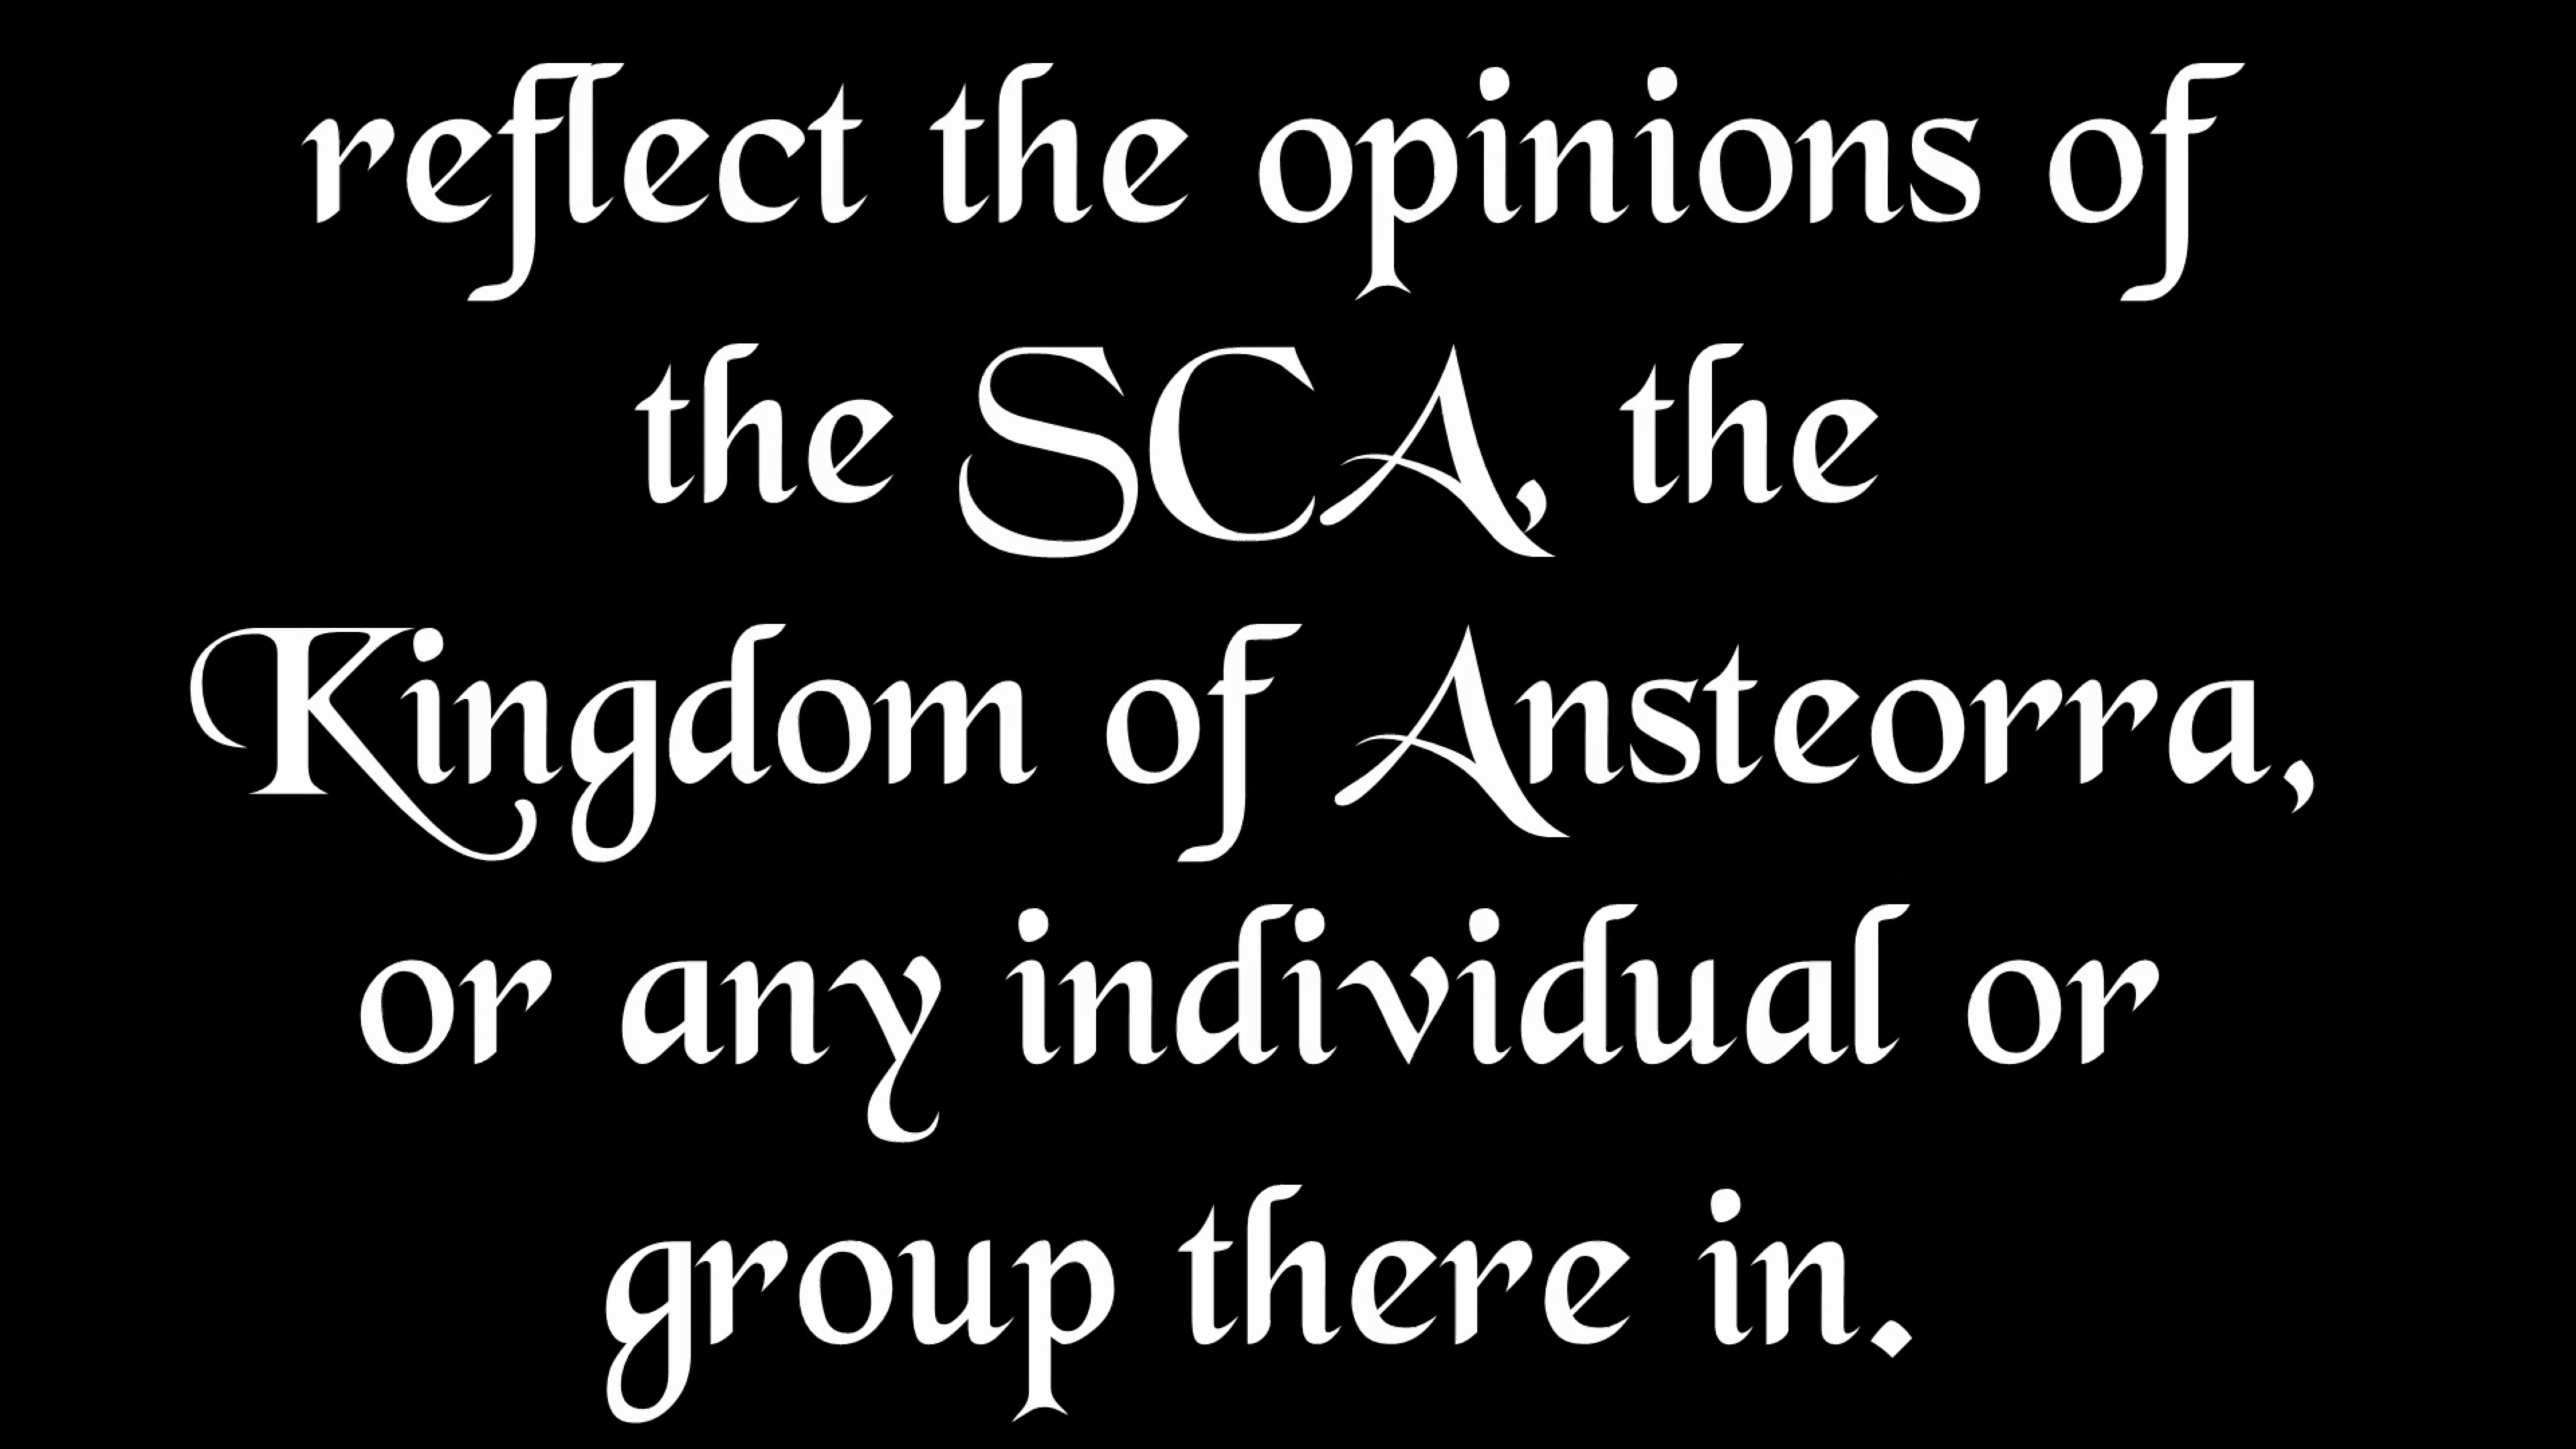 reflect the opinions of
the SCA, the
Kingdom of Ansteorra,
or any individual or
group there in.